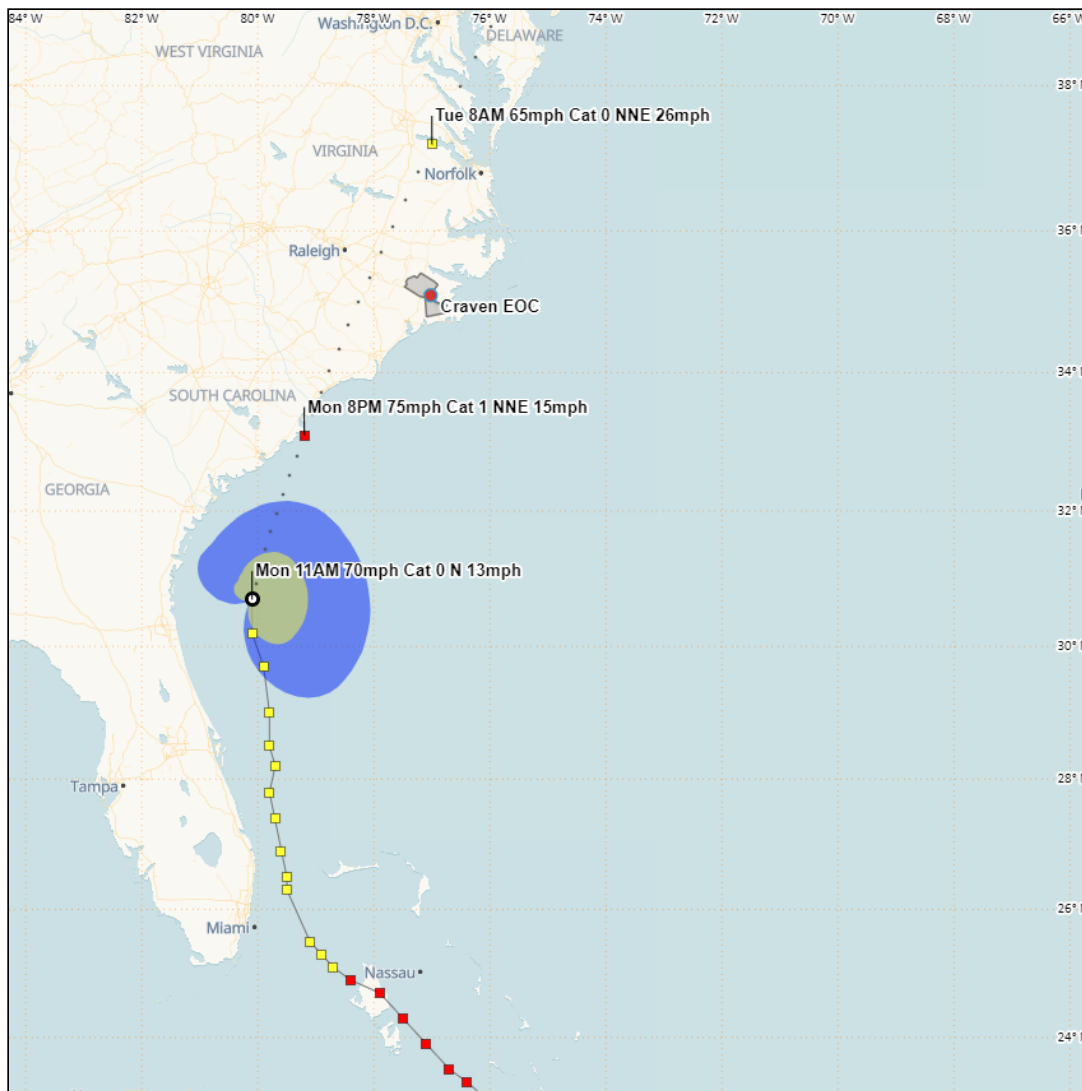 84° W 82° W 80° W 78° W 76° W 74° W 72° W 70° W 68° W 66° W
Washington D.C.
DELAWARE
WEST VIRGINIA
38° N
Tue 8AM 65mph Cat 0 NNE 26mph
VIRGINIA
Norfolk
36° N
Raleigh
Craven EOC
34° N
SOUTH CAROLINA
Mon 8PM 75mph Cat 1 NNE 15mph
GEORGIA
32° N
Mon 11AM 70mph Cat 0 N 13mph
30° N
28° N
Tampa
26° N
Miami
Nassau
24° N